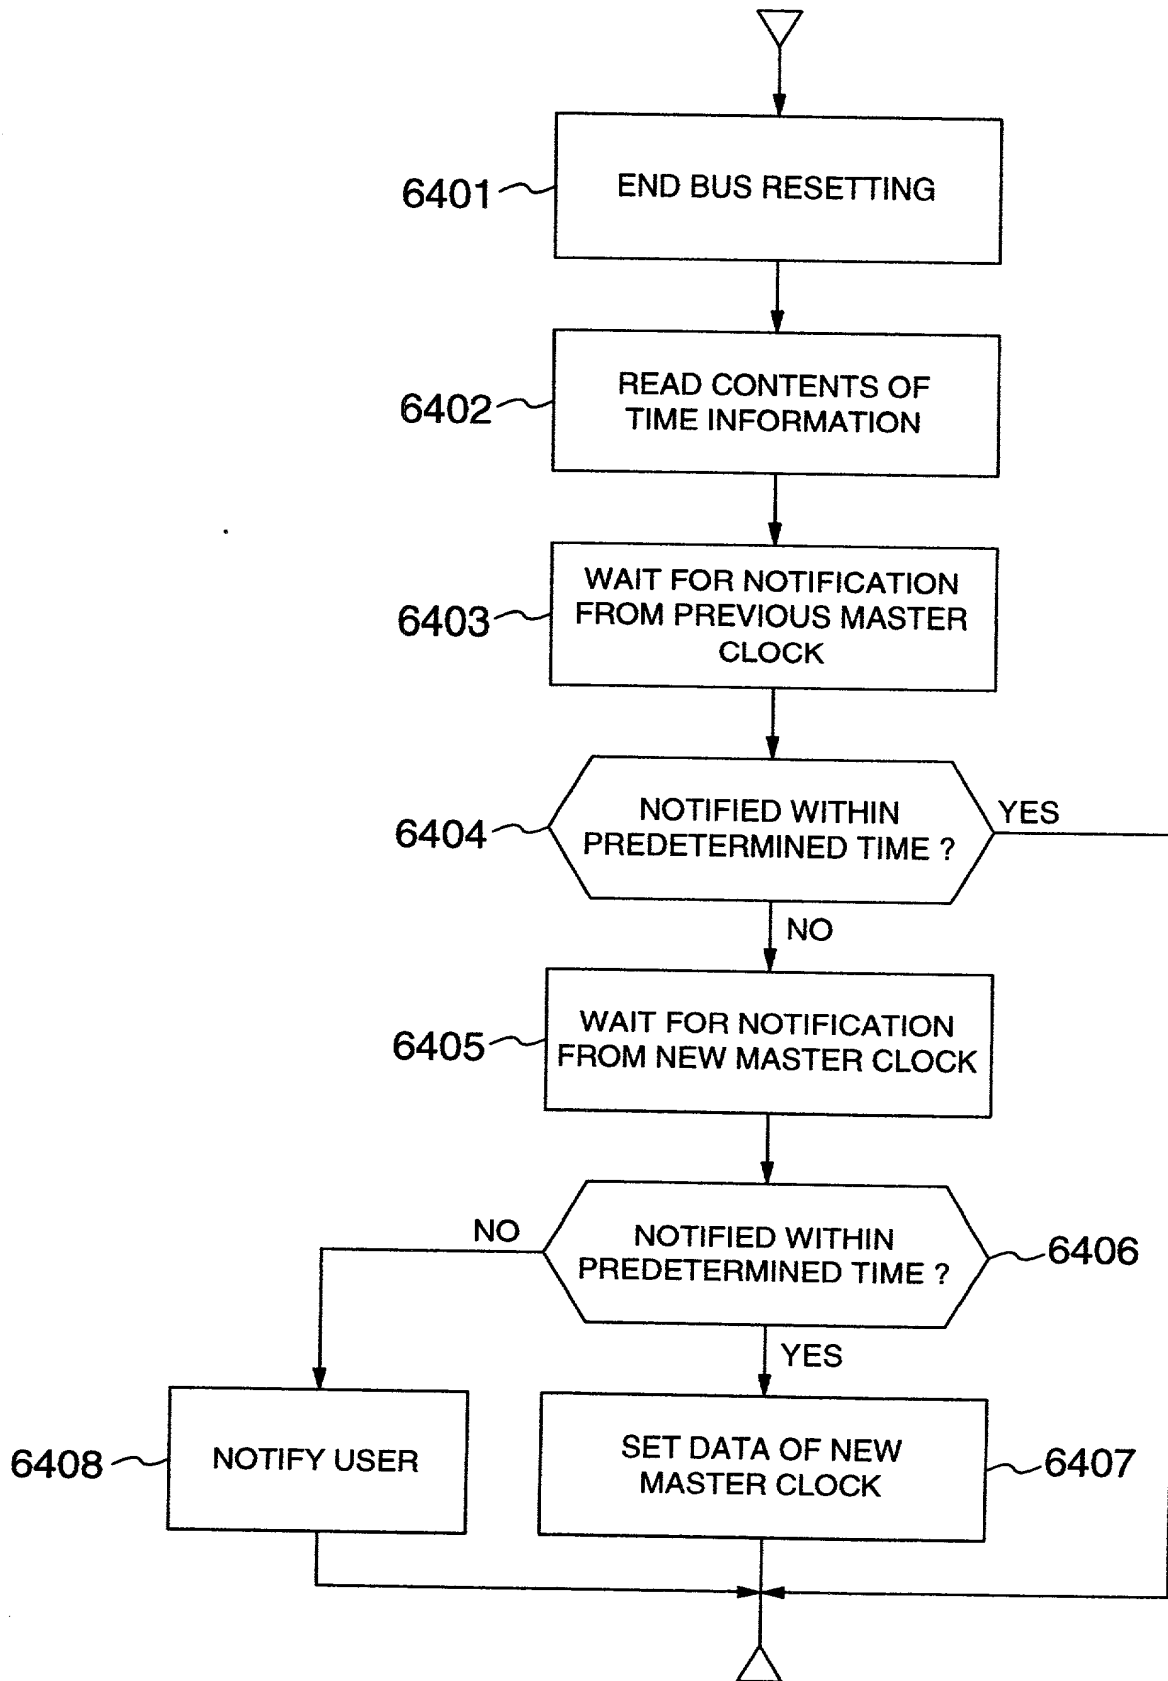 6401
END BUS RESETTING
6402
READ CONTENTS OF
TIME INFORMATION
6403
WAIT FOR NOTIFICATION
FROM PREVIOUS MASTER
CLOCK
6404
NOTIFIED WITHIN
PREDETERMINED TIME ?
YES
NO
6405
WAIT FOR NOTIFICATION
FROM NEW MASTER CLOCK
NO
NOTIFIED WITHIN
PREDETERMINED TIME ?
6406
YES
6408
NOTIFY USER
SET DATA OF NEW
MASTER CLOCK
6407